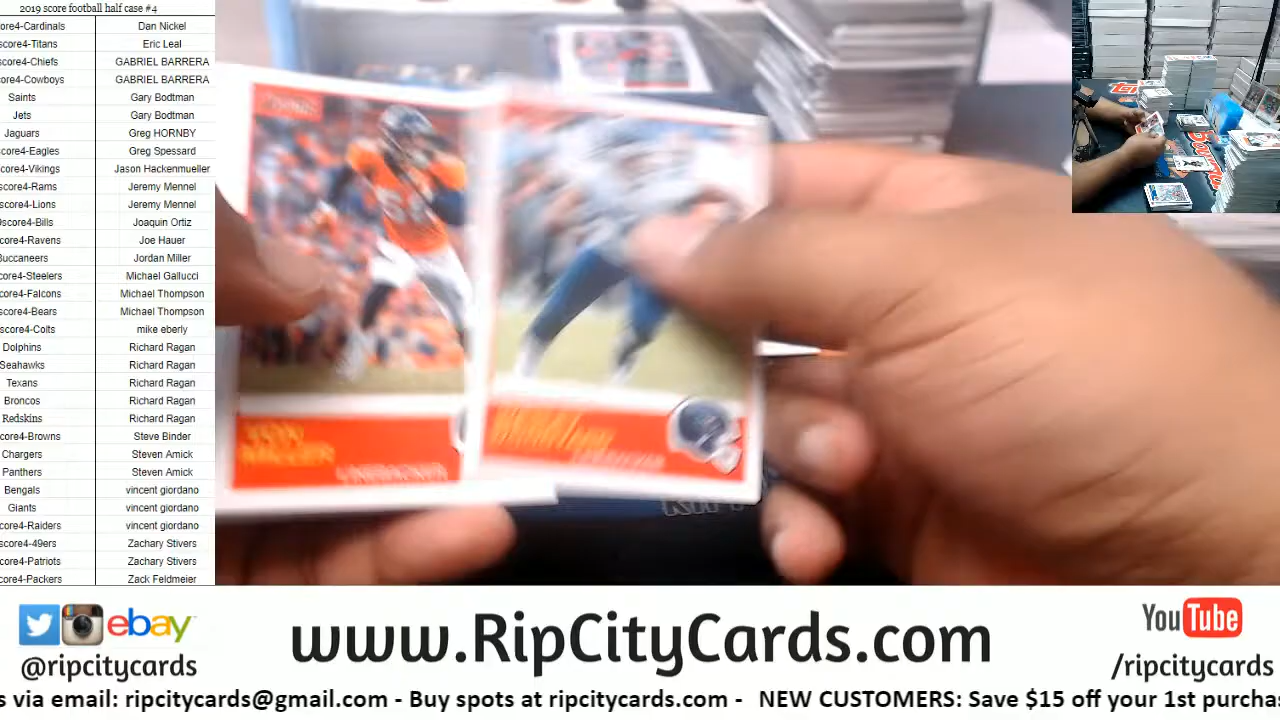 2019 score football half case #4
core4-Cardinals Dan Nickel
score4-Titans Eric Leal
score4-Chiefs GABRIEL BARRERA
core4-Cowboys GABRIEL BARRERA
Saints Gary Bodtman
Jets Gary Bodtman
Jaguars Greg HORNBY
core4-Eagles Greg Spessard
core4-Vikings Jason Hackenmueller
score4-Rams Jeremy Mennel
score4-Lions Jeremy Mennel
9score4-Bills Joaquin Ortiz
core4-Ravens Joe Hauer
Buccaneers Jordan Miller
core4-Steelers Michael Gallucci
core4-Falcons Michael Thompson
core4-Bears Michael Thompson
score4-Colts mike eberly
Dolphins Richard Ragan
Seahawks Richard Ragan
Texans Richard Ragan
Broncos Richard Ragan
Redskins Richard Ragan
core4-Browns Steve Binder
Chargers Steven Amick
Panthers Steven Amick
Bengals vincent giordano
Giants vincent giordano
core4-Raiders vincent giordano
score4-49ers Zachary Stivers
core4-Patriots Zachary Stivers
core4-Packers Zack Feldmeier
VON
MILLER
LINEBACKER
ebay
@ripcitycards
www.RipCityCards.com
YouTube
/ripcitycards
s via email: ripcitycards@gmail.com - Buy spots at ripcitycards.com - NEW CUSTOMERS: Save $15 off your 1st purcha